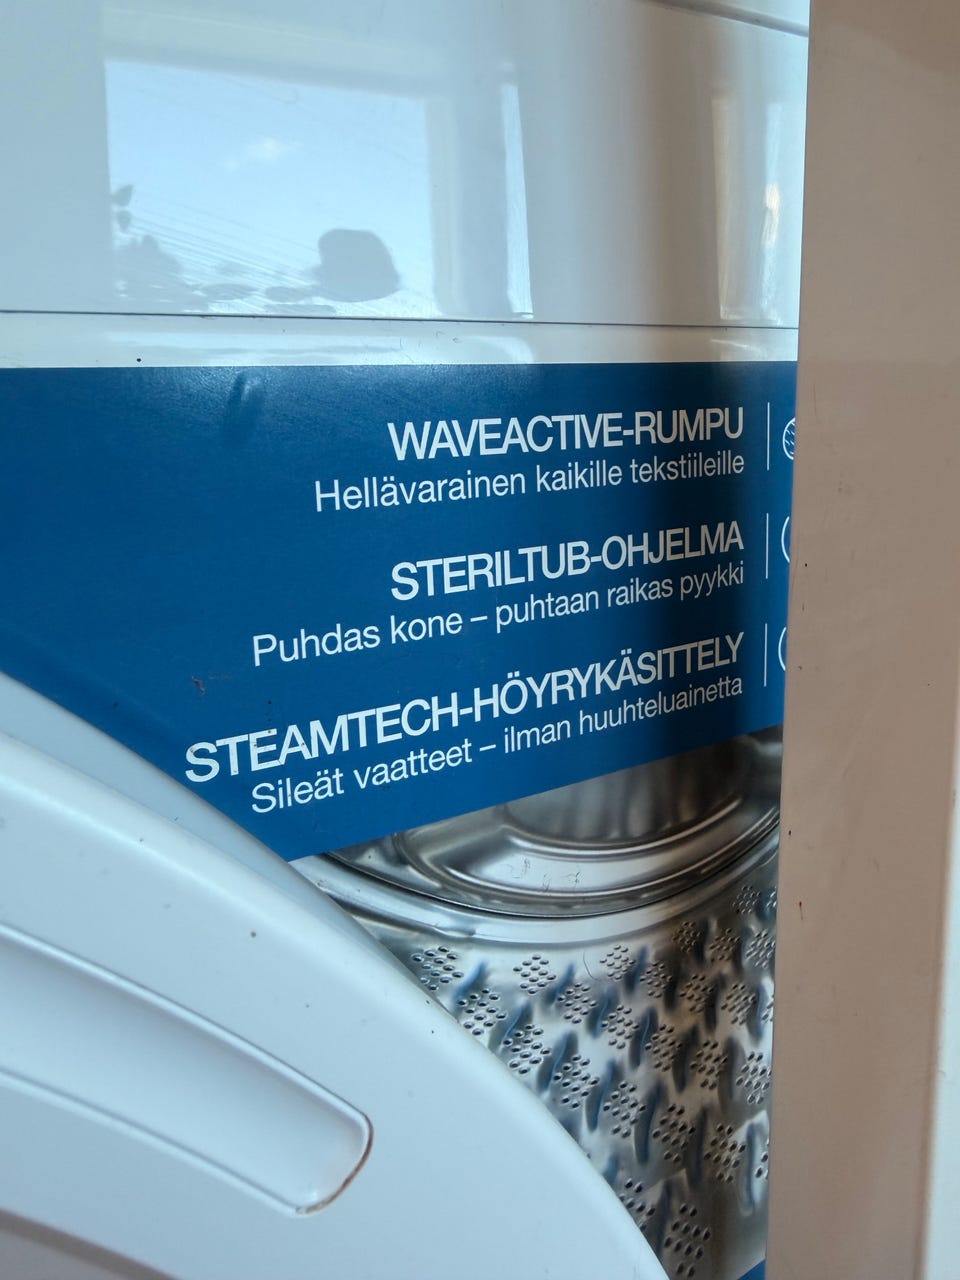 WAVEACTIVE-RUMPU
Hellävarainen kaikille tekstiileille
STERILTUB-OHJELMA
Puhdas kone – puhtaan raikas pyykki
STEAMTECH-HÖYRYKÄSITTELY
Sileät vaatteet – ilman huuhteluainetta